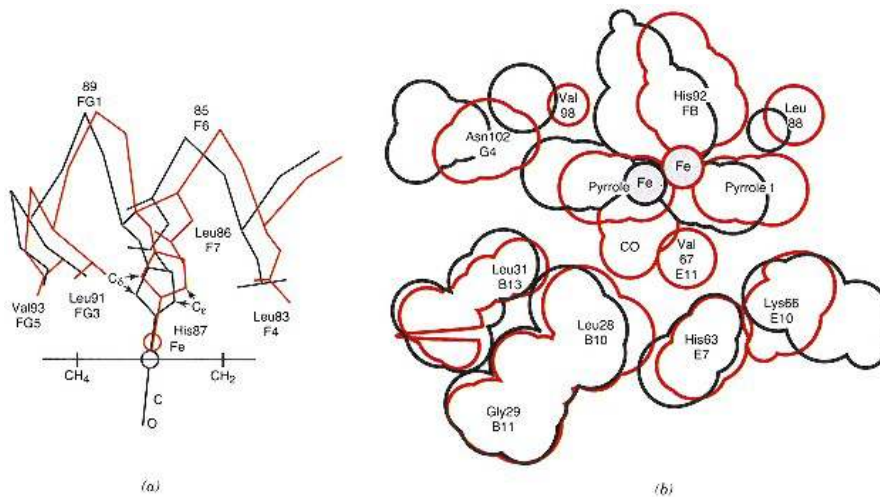 89
FG1
85
F6
Leu86
F7
Cδ
Cε
Val93
FG5
Leu91
FG3
His87
Fe
Leu83
F4
CH4
CH2
C
O
(a)
His92
FB
Val
98
Leu
88
Asn102
G4
Fe
Pyrrole
Fe
Pyrrole 1
CO
Val
67
E11
Leu31
B13
Leu28
B10
Lys66
E10
His63
E7
Gly29
B11
(b)